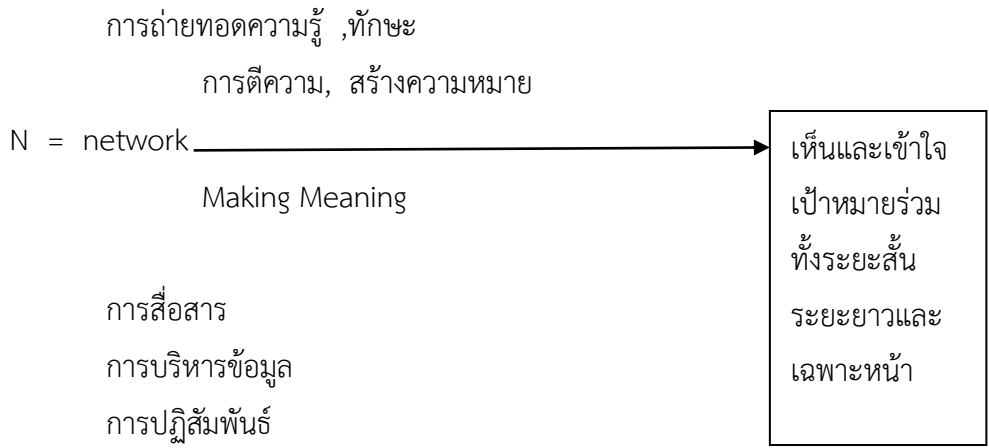 การถ่ายทอดความรู้ ,ทักษะ
การตีความ, สร้างความหมาย
N = network
Making Meaning
การสื่อสาร
การบริหารข้อมูล
การปฏิสัมพันธ์
เห็นและเข้าใจ
เป้าหมายร่วม
ทั้งระยะสั้น
ระยะยาวและ
เฉพาะหน้า